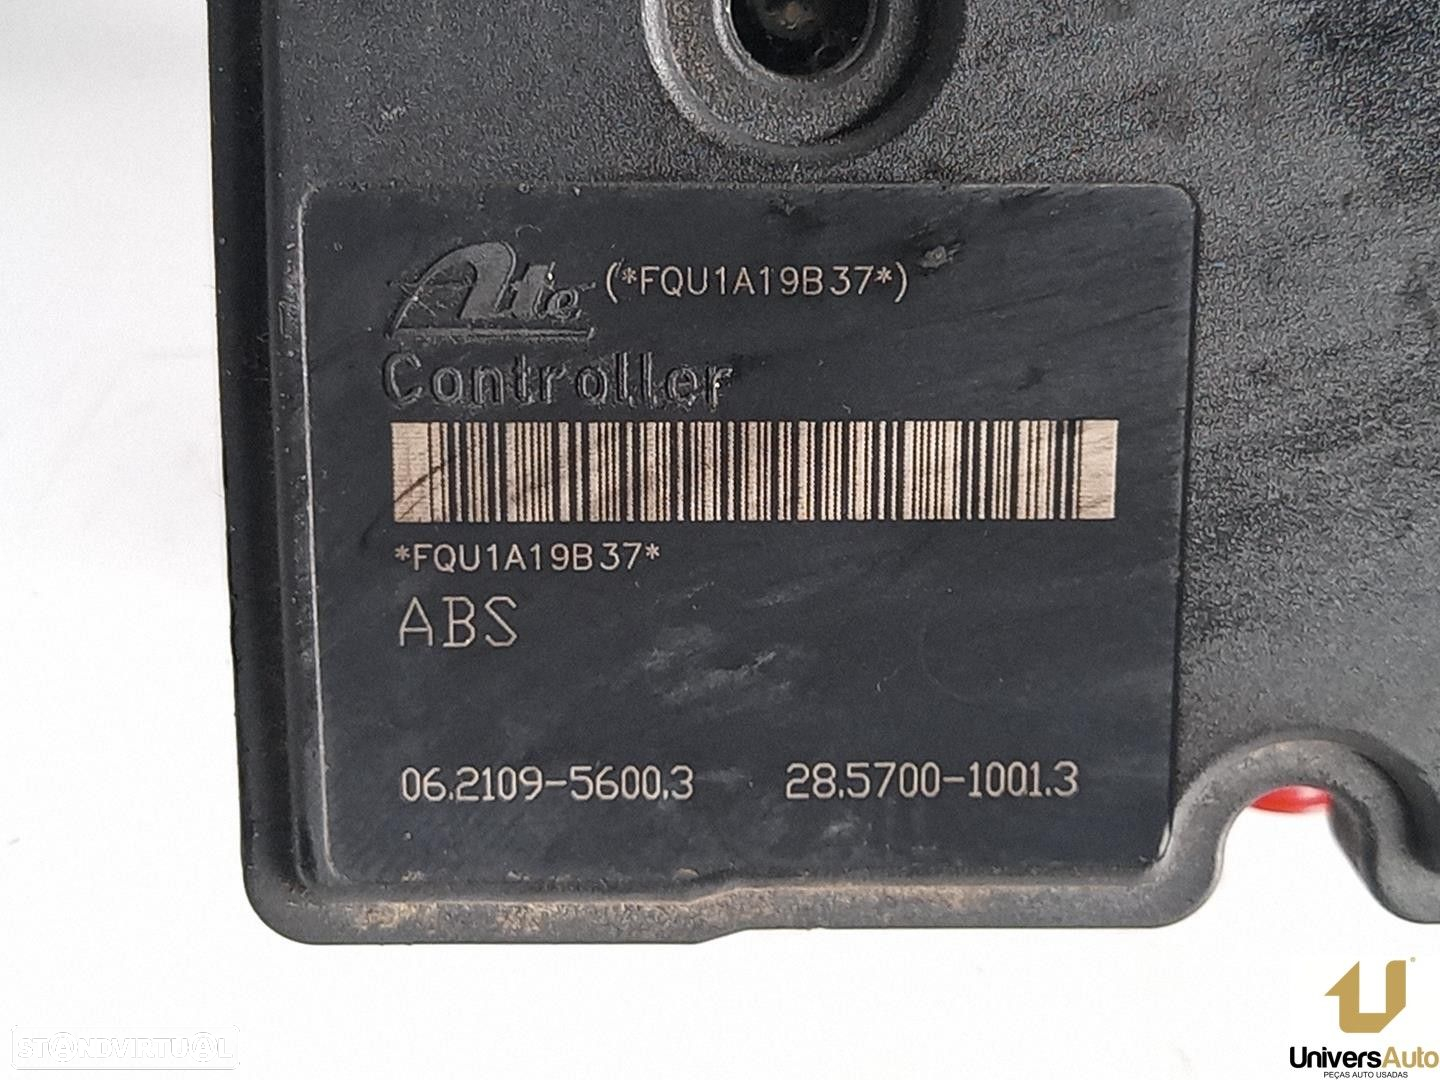 Ate (*FQU1A19B37*)
Controller
*FQU1A19B37*
ABS
06.2109-5600.3 28.5700-1001.3
STANDVIRTUAL
UniversAuto
PEÇAS AUTO USADAS